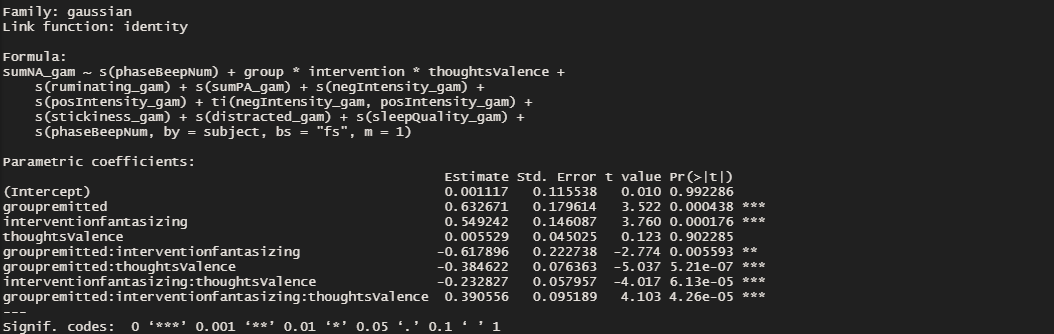 Family: gaussian
Link function: identity
Formula:
sumNA_gam ~ s(phaseBeepNum) + group * intervention * thoughtsValence +
s(ruminating_gam) + s(sumPA_gam) + s(negIntensity_gam) +
s(posIntensity_gam) + ti(negIntensity_gam, posIntensity_gam) +
s(stickiness_gam) + s(distracted_gam) + s(sleepQuality_gam) +
s(phaseBeepNum, by = subject, bs = "fs", m = 1)
Parametric coefficients:
Estimate Std. Error t value Pr(>|t|)
(Intercept) 0.001117 0.115538 0.010 0.992286
groupremitted 0.632671 0.179614 3.522 0.000438 ***
interventionfantasizing 0.549242 0.146087 3.760 0.000176 ***
thoughtsValence 0.005529 0.045025 0.123 0.902285
groupremitted:interventionfantasizing -0.617896 0.222738 -2.774 0.005593 **
groupremitted:thoughtsValence -0.384622 0.076363 -5.037 5.21e-07 ***
interventionfantasizing:thoughtsValence -0.232827 0.057957 -4.017 6.13e-05 ***
groupremitted:interventionfantasizing:thoughtsValence 0.390556 0.095189 4.103 4.26e-05 ***
---
Signif. codes: 0 ‘***’ 0.001 ‘**’ 0.01 ‘*’ 0.05 ‘.’ 0.1 ‘ ’ 1